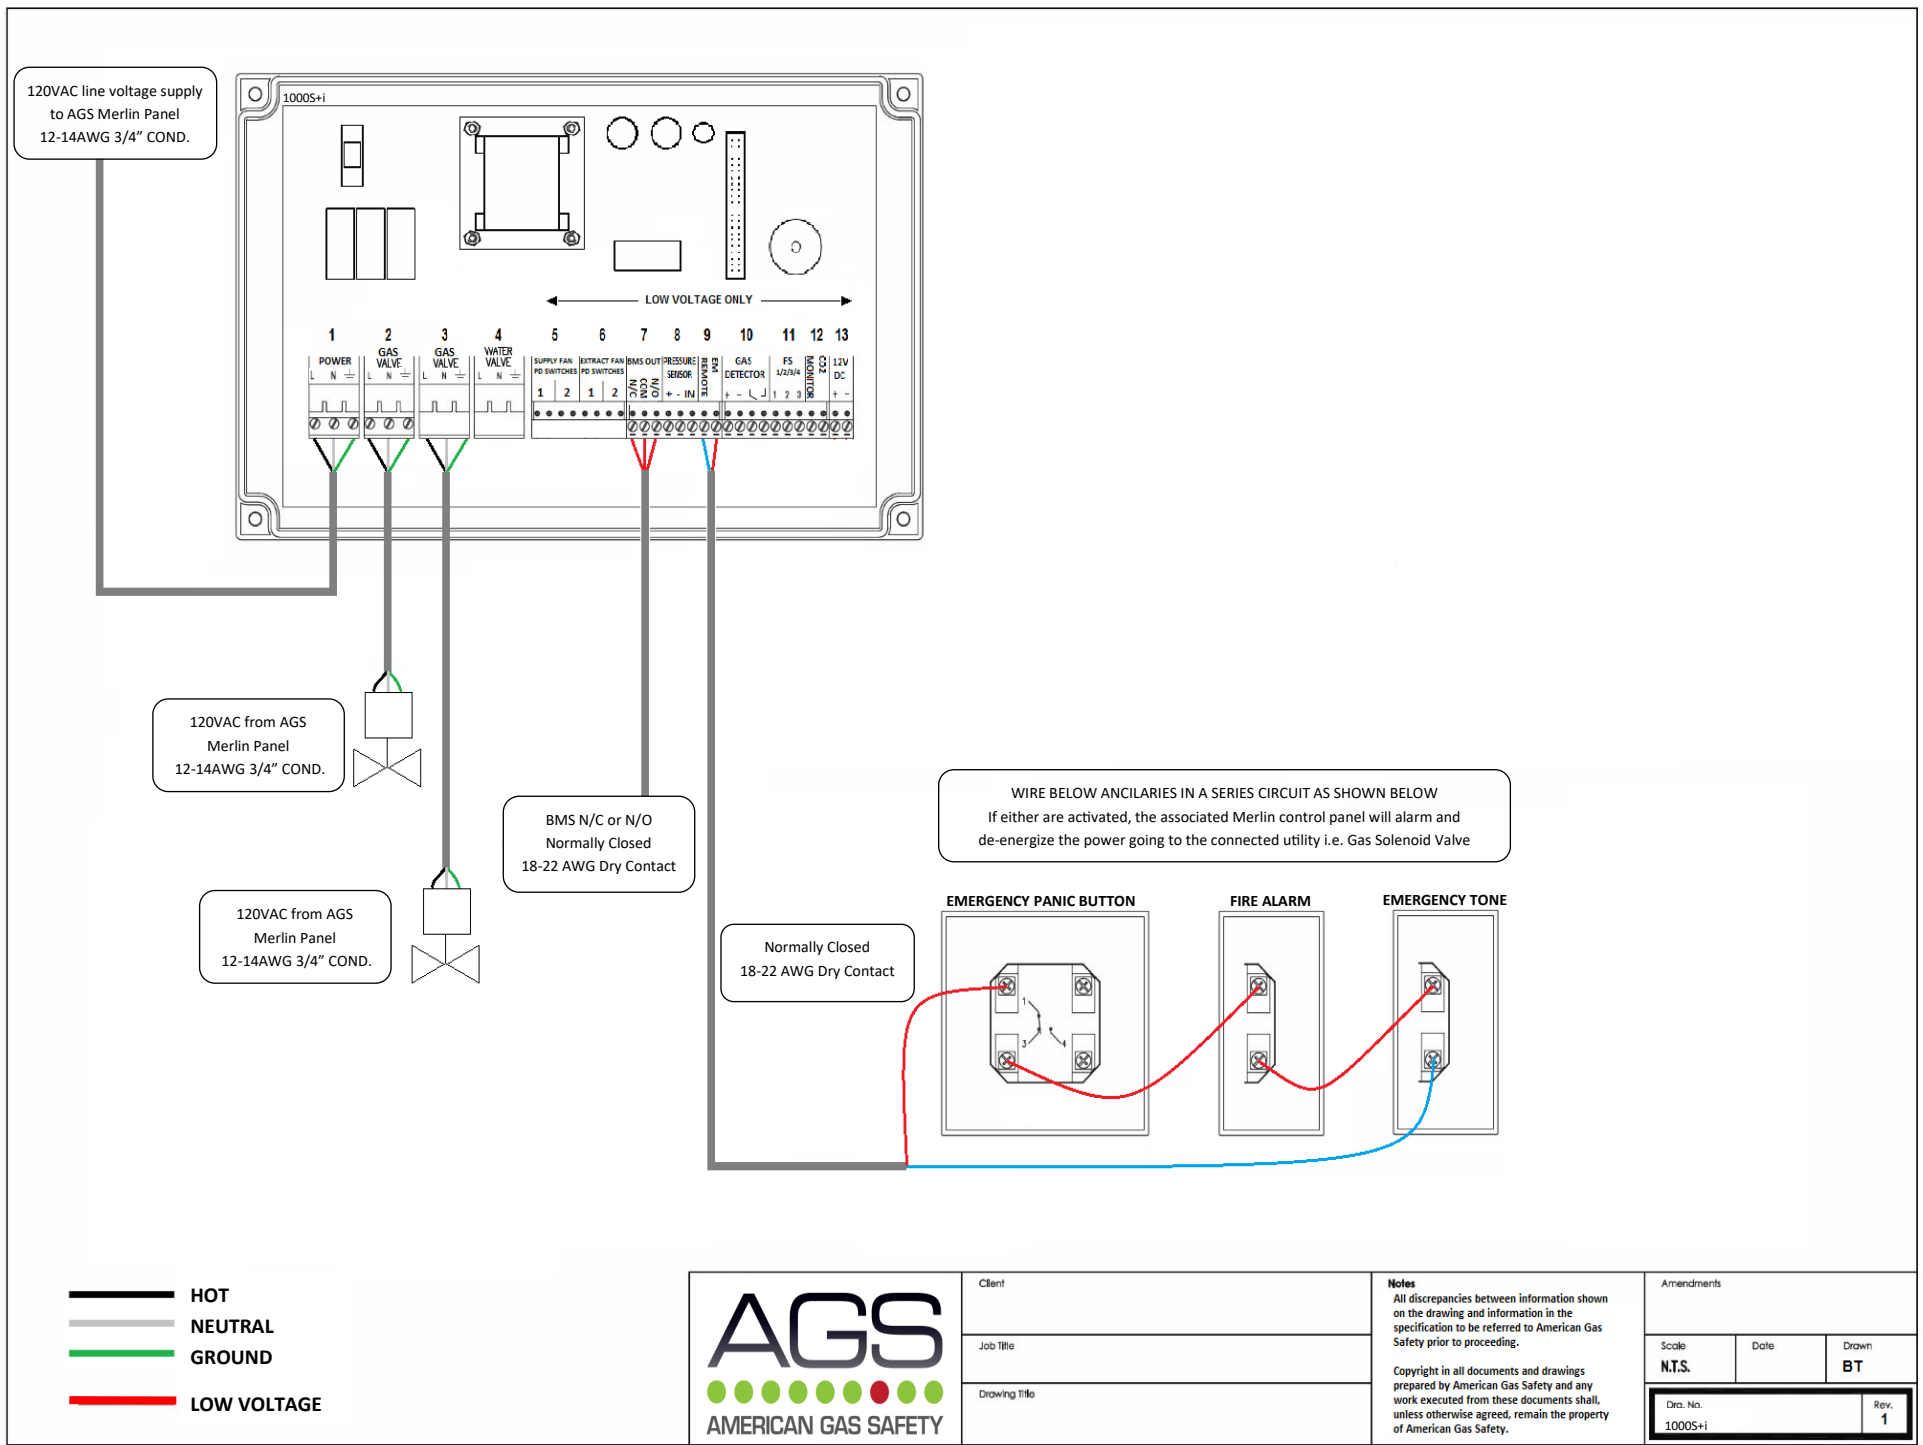 120VAC line voltage supply
to AGS Merlin Panel
12-14AWG 3/4” COND.
1000S+i
LOW VOLTAGE ONLY
1 2 3 4 5 6 7 8 9 10 11 12 13
POWER
L N
GAS
VALVE
L N
GAS
VALVE
L N
WATER
VALVE
L N
SUPPLY FAN
PD SWITCHES
1 2
EXTRACT FAN
PD SWITCHES
1 2
BMS OUT
N/C
COM
N/O
PRESSURE
SENSOR
+ - IN
EM
REMOTE
GAS
DETECTOR
+ -
FS
1/2/3/4
1 2 3
CO2
MONITOR
12V
DC
+ -
120VAC from AGS
Merlin Panel
12-14AWG 3/4” COND.
120VAC from AGS
Merlin Panel
12-14AWG 3/4” COND.
BMS N/C or N/O
Normally Closed
18-22 AWG Dry Contact
WIRE BELOW ANCILARIES IN A SERIES CIRCUIT AS SHOWN BELOW
If either are activated, the associated Merlin control panel will alarm and
de-energize the power going to the connected utility i.e. Gas Solenoid Valve
Normally Closed
18-22 AWG Dry Contact
EMERGENCY PANIC BUTTON
1
3 4
FIRE ALARM
EMERGENCY TONE
HOT
NEUTRAL
GROUND
LOW VOLTAGE
AGS
AMERICAN GAS SAFETY
Client
Job Title
Drawing Title
Notes
All discrepancies between information shown
on the drawing and information in the
specification to be referred to American Gas
Safety prior to proceeding.
Copyright in all documents and drawings
prepared by American Gas Safety and any
work executed from these documents shall,
unless otherwise agreed, remain the property
of American Gas Safety.
Amendments
Scale
N.T.S.
Date
Drawn
BT
Dra. No.
1000S+i
Rev.
1